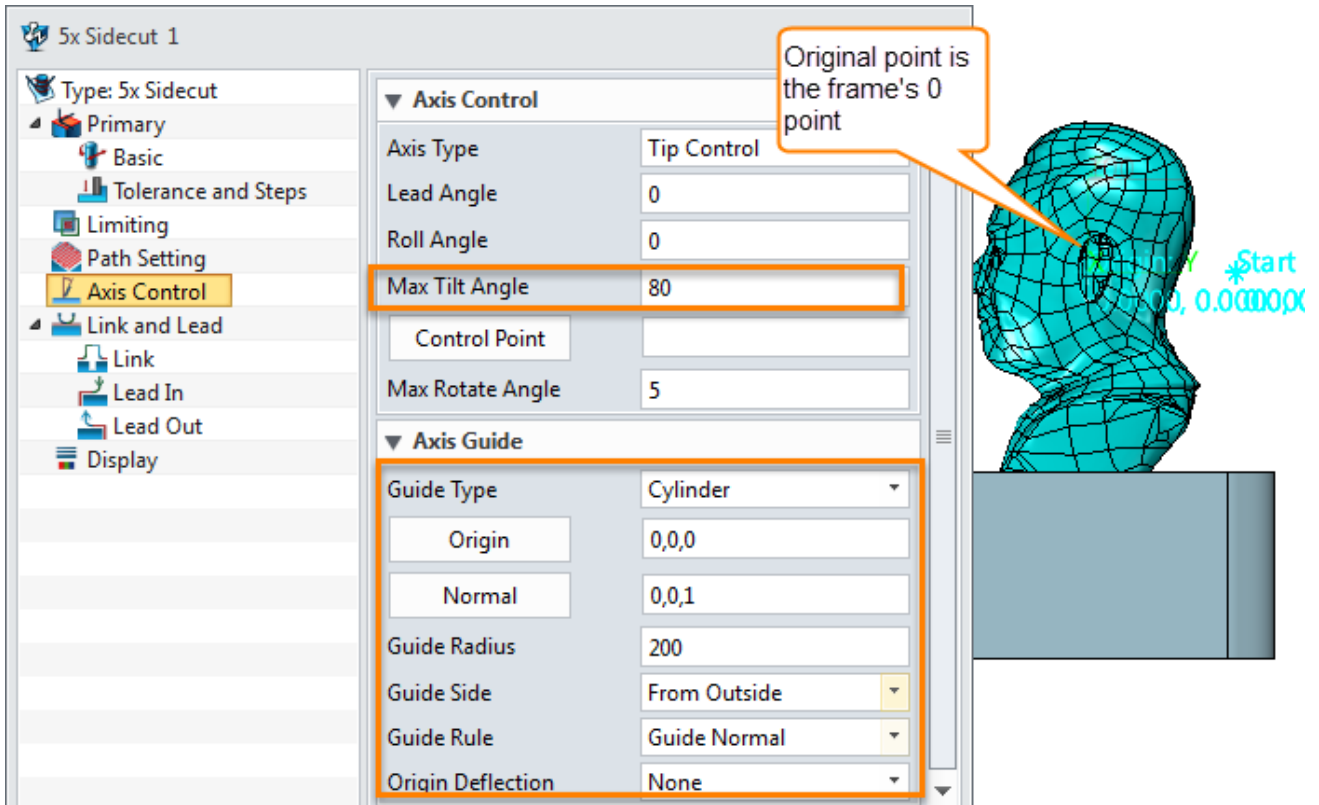 5x Sidecut 1
Original point is
the frame's 0
point
Type: 5x Sidecut
Primary
Basic
Tolerance and Steps
Limiting
Path Setting
Axis Control
Link and Lead
Link
Lead In
Lead Out
Display
Axis Control
Axis Type Tip Control
Lead Angle 0
Roll Angle 0
Max Tilt Angle 80
Control Point
Max Rotate Angle 5
Axis Guide
Guide Type Cylinder
Origin 0,0,0
Normal 0,0,1
Guide Radius 200
Guide Side From Outside
Guide Rule Guide Normal
Origin Deflection None
Y Start